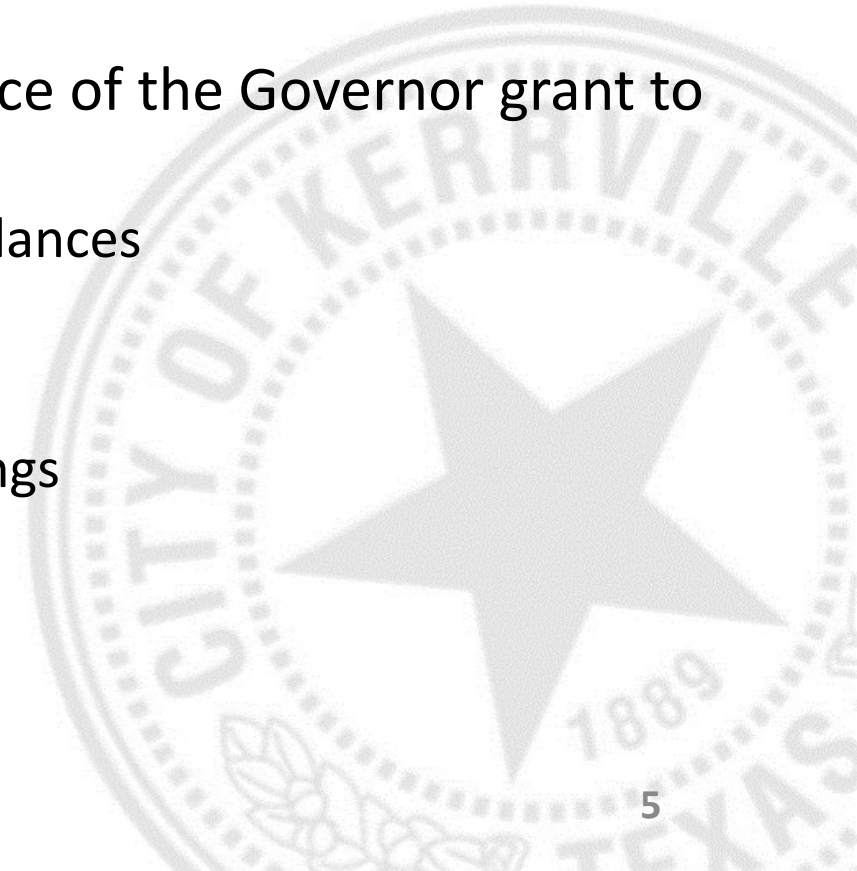 ce of the Governor grant to
lances
ngs
CITY OF KERRVILLE
1889
TEXAS
5